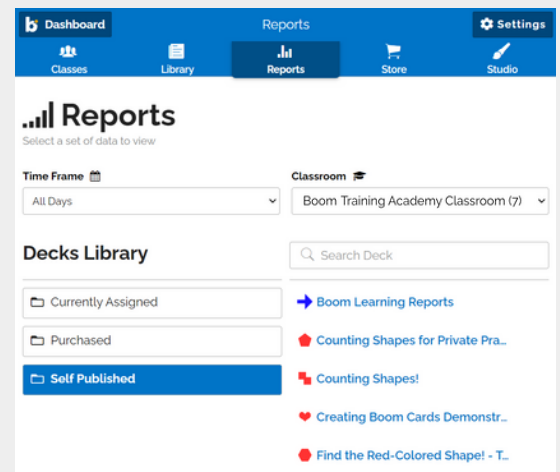 Dashboard
Reports
Settings
Classes
Library
Reports
Store
Studio
Reports
Select a set of data to view
Time Frame
Classroom
All Days
Boom Training Academy Classroom (7)
Decks Library
Search Deck
Currently Assigned
Boom Learning Reports
Purchased
Counting Shapes for Private Pra...
Self Published
Counting Shapes!
Creating Boom Cards Demonstr...
Find the Red-Colored Shape! - T...